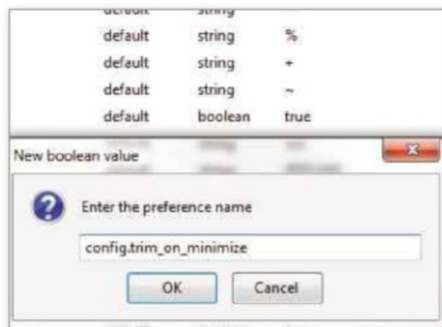 default string %
default string +
default string ~
default boolean true
New boolean value
Enter the preference name
config.trim_on_minimize
OK Cancel